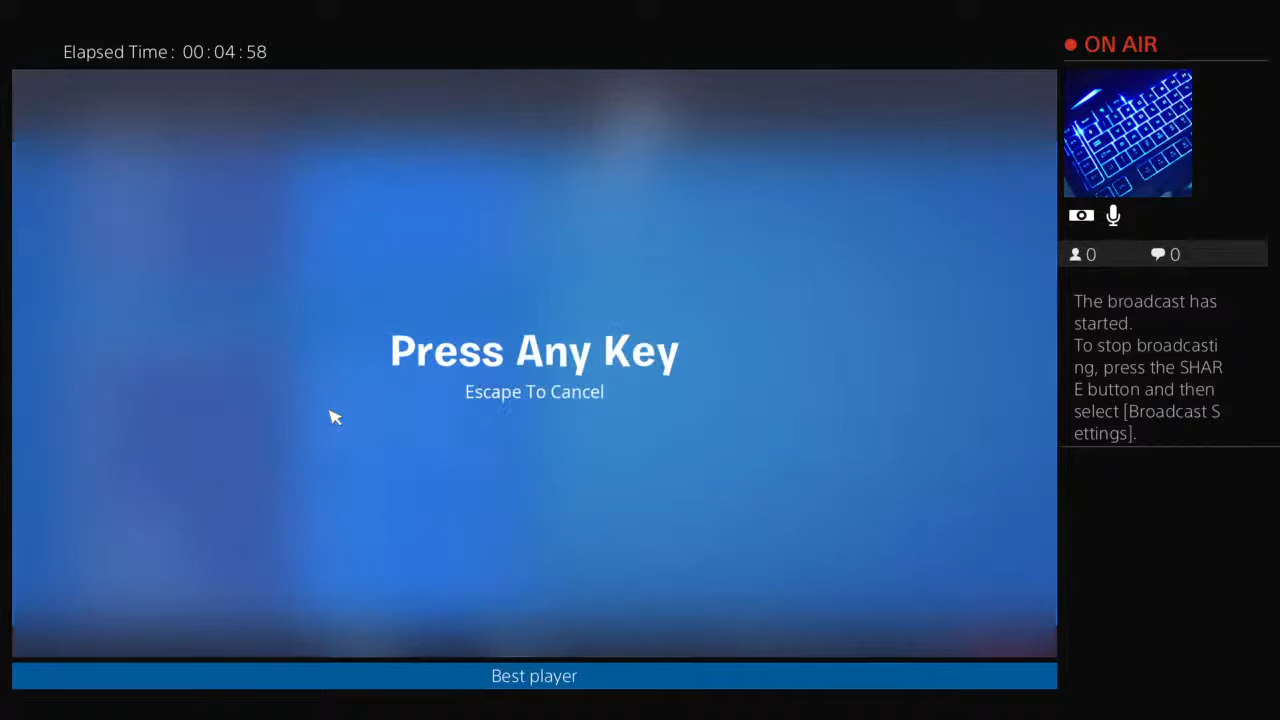 Elapsed Time: 00:04:58
ON AIR
0
0
The broadcast has
started.
To stop broadcasti
ng, press the SHAR
E button and then
select [Broadcast S
ettings].
Press Any Key
Escape To Cancel
Best player